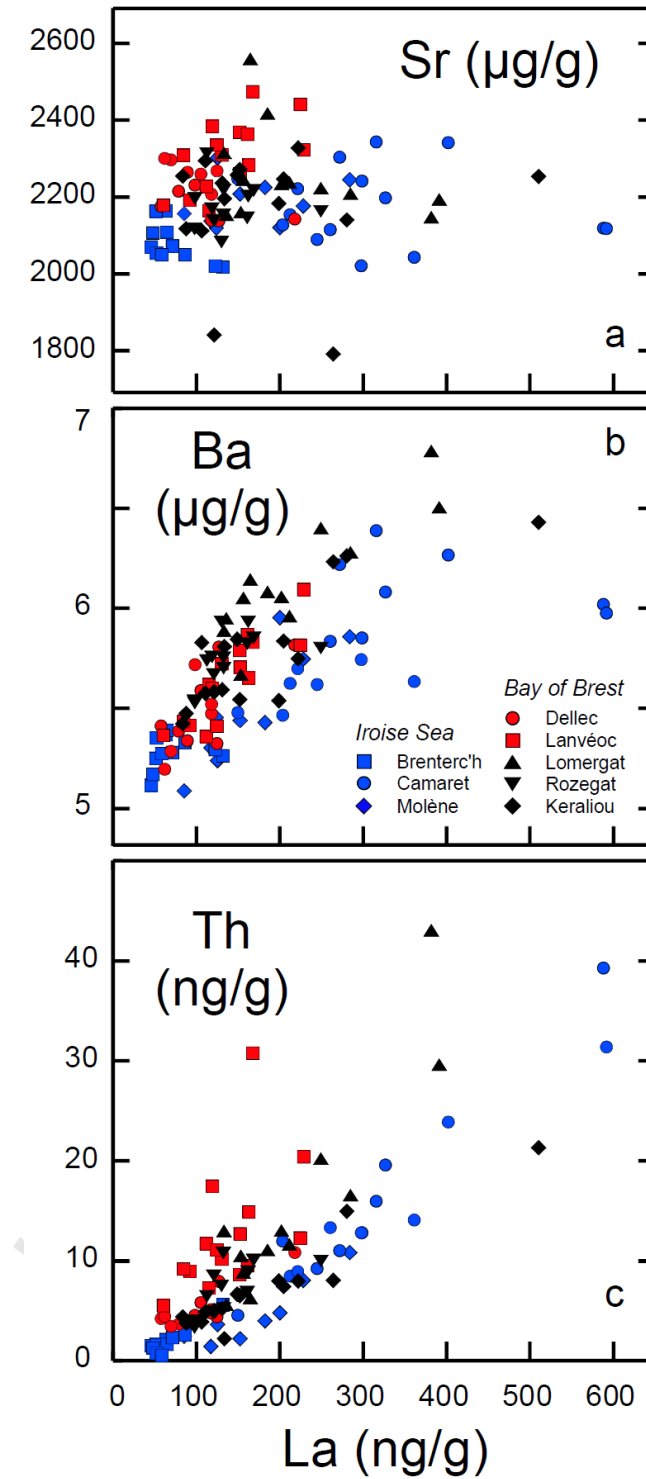 2600
Sr (µg/g)
2400
2200
2000
1800
a
7
Ba
(µg/g)
b
6
5
Iroise Sea
Brenterc'h
Camaret
Molène
Bay of Brest
Dellec
Lanvéoc
Lomergat
Rozegat
Keraliou
Th
(ng/g)
40
30
20
10
0
c
0 100 200 300 400 500 600
La (ng/g)